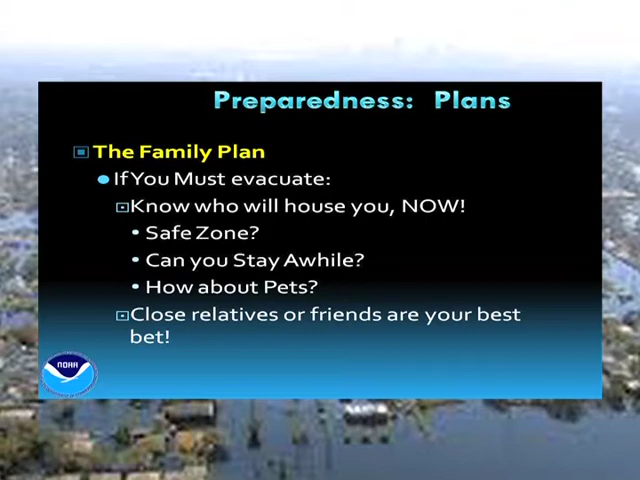 Preparedness: Plans
The Family Plan
If You Must evacuate:
Know who will house you, NOW!
Safe Zone?
Can you Stay Awhile?
How about Pets?
Close relatives or friends are your best
bet!
NOAA